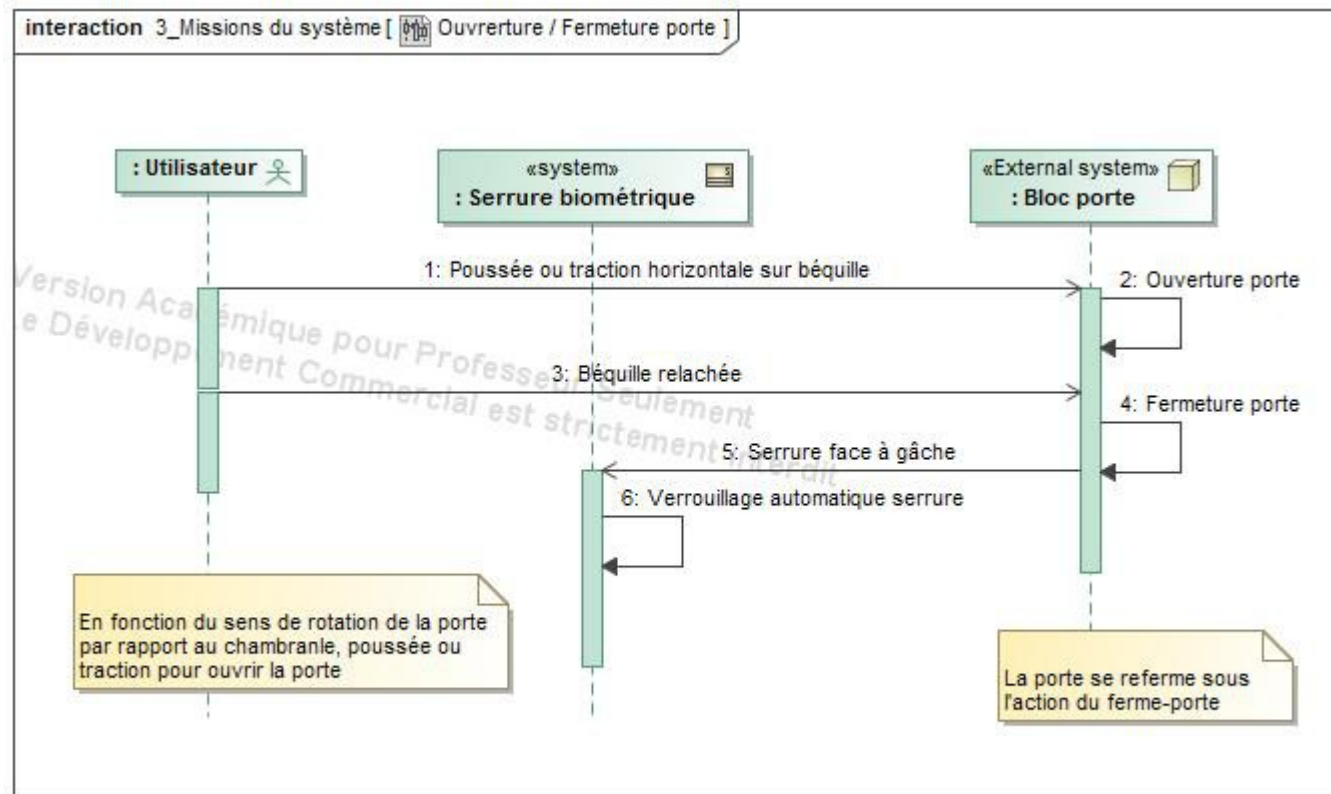 interaction 3_Missions du système [ Ouvrerture / Fermeture porte ]
: Utilisateur
«system»
: Serrure biométrique
«External system»
: Bloc porte
1: Poussée ou traction horizontale sur béquille
2: Ouverture porte
Version Académique pour Professeur Seulement
Le Développement Commercial est strictement interdit
3: Béquille relachée
4: Fermeture porte
5: Serrure face à gâche
6: Verrouillage automatique serrure
En fonction du sens de rotation de la porte
par rapport au chambranle, poussée ou
traction pour ouvrir la porte
La porte se referme sous
l'action du ferme-porte